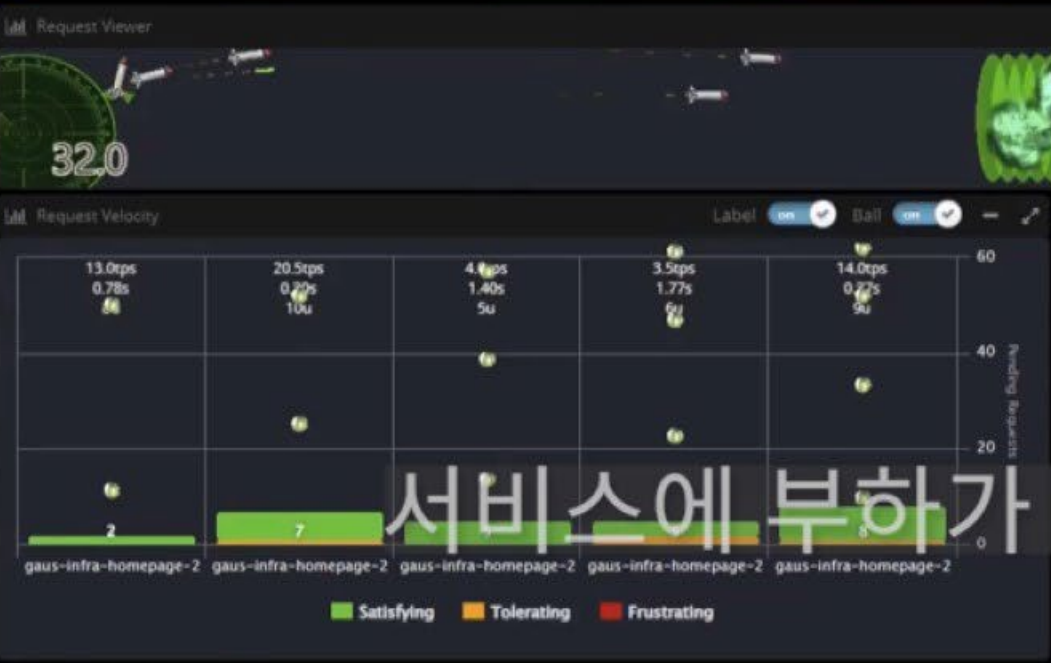 Request Viewer
32.0
Request Velocity
Label on Ball on
13.0tps 20.5tps 3.5tps 14.0tps
0.78s 1.40s 1.77s
10u 5u 6u 9u
60
40
20
0
Pending Requests
2 7 8
서비스에 부하가
gaus-infra-homepage-2 gaus-infra-homepage-2 gaus-infra-homepage-2 gaus-infra-homepage-2 gaus-infra-homepage-2
Satisfying Tolerating Frustrating